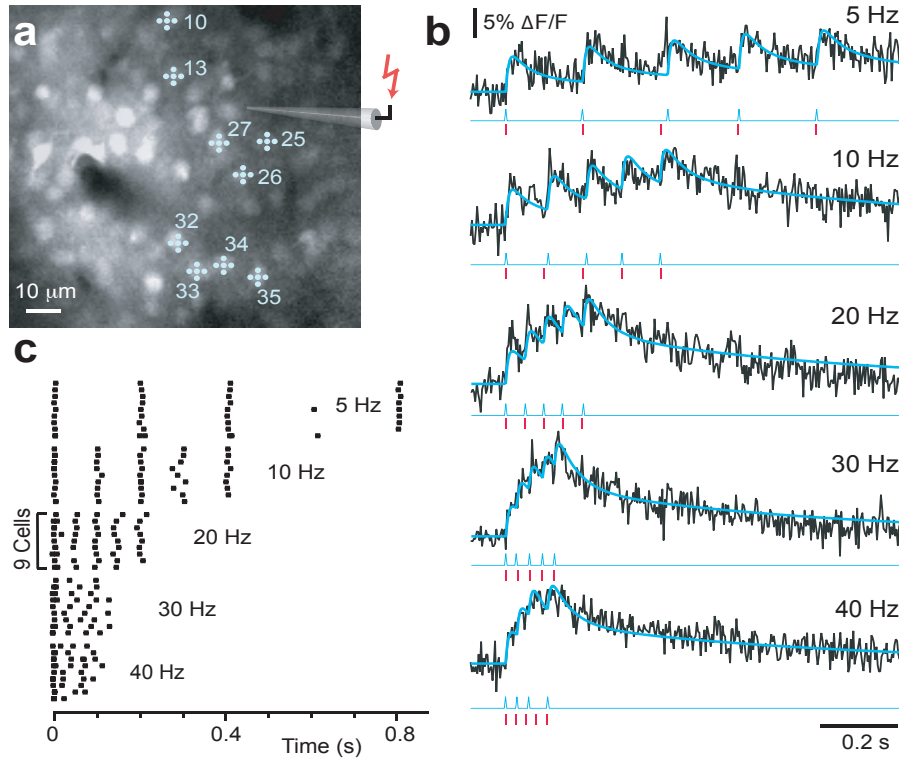 a
10
13
27
25
26
32
34
33
35
10 µm
b
5% ΔF/F
5 Hz
10 Hz
20 Hz
30 Hz
40 Hz
0.2 s
c
5 Hz
10 Hz
9 Cells
20 Hz
30 Hz
40 Hz
0
0.4
0.8
Time (s)